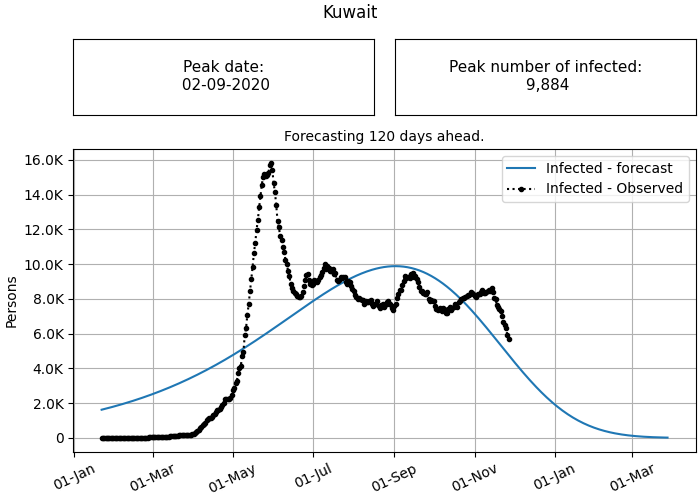 Kuwait
Peak date:
02-09-2020
Peak number of infected:
9,884
Forecasting 120 days ahead.
Infected - forecast
Infected - Observed
16.0K
14.0K
12.0K
10.0K
8.0K
6.0K
4.0K
2.0K
0
Persons
01-Jan
01-Mar
01-May
01-Jul
01-Sep
01-Nov
01-Jan
01-Mar